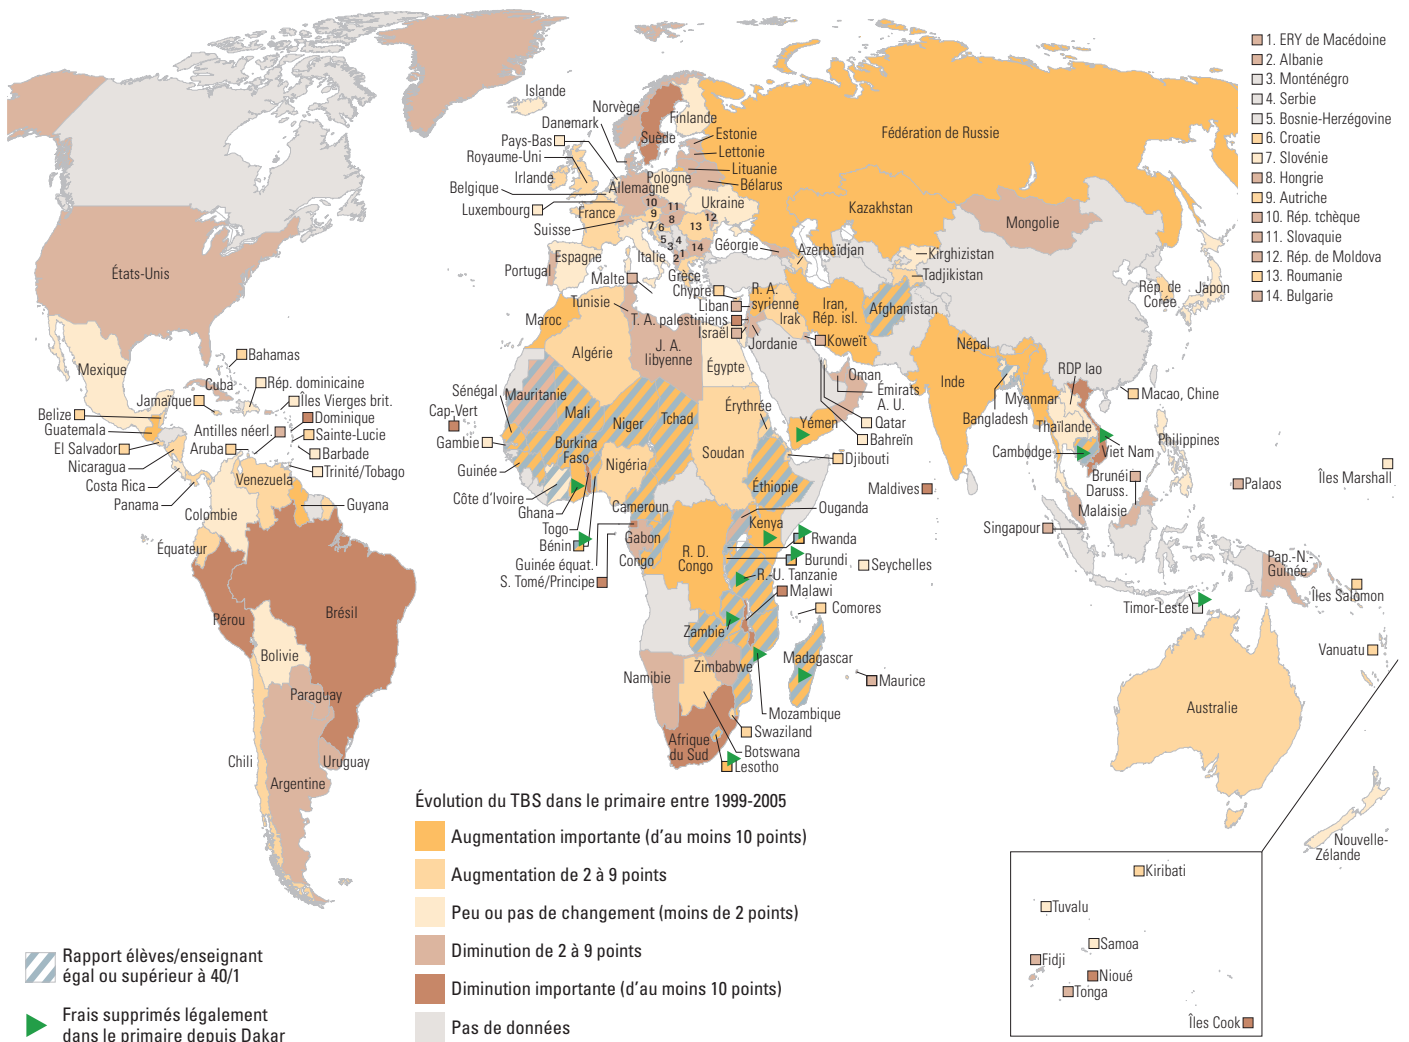 1. ERY de Macédoine
2. Albanie
3. Monténégro
4. Serbie
5. Bosnie-Herzégovine
6. Croatie
7. Slovénie
8. Hongrie
9. Autriche
10. Rép. tchèque
11. Slovaquie
12. Rép. de Moldova
13. Roumanie
14. Bulgarie
Islande
Norvège
Finlande
Danemark
Suède
Estonie
Fédération de Russie
Pays-Bas
Lettonie
Royaume-Uni
Lituanie
Irlande
Pologne
Bélarus
Allemagne
Belgique
Ukraine
Luxembourg
10
11
9
France
8
12
7
6
13
Suisse
5
4
3
14
1
2
Kazakhstan
Mongolie
Géorgie
Azerbaïdjan
Kirghizistan
Tadjikistan
Espagne
Italie
Portugal
Malte
Grèce
Chypre
États-Unis
Rép. de
Corée
Japon
Tunisie
Liban
R. A.
syrienne
Iran,
Rép. isl.
Afghanistan
Maroc
T. A. palestiniens
Israël
Irak
Koweït
Jordanie
Algérie
J. A.
libyenne
Égypte
Népal
Inde
RDP lao
Mexique
Bahamas
Cuba
Rép. dominicaine
Jamaïque
Îles Vierges brit.
Belize
Dominique
Guatemala
Antilles néerl.
Sainte-Lucie
El Salvador
Aruba
Barbade
Nicaragua
Trinité/Tobago
Costa Rica
Venezuela
Panama
Guyana
Colombie
Équateur
Sénégal
Mauritanie
Cap-Vert
Mali
Niger
Tchad
Érythrée
Gambie
Burkina
Faso
Guinée
Nigéria
Soudan
Yémen
Oman
Émirats
A. U.
Qatar
Bahreïn
Djibouti
Bangladesh
Myanmar
Thaïlande
Macao, Chine
Cambodge
Viet Nam
Philippines
Îles Marshall
Côte d'Ivoire
Éthiopie
Maldives
Brunéi
Daruss.
Palaos
Ghana
Cameroun
Ouganda
Malaisie
Togo
Kenya
Singapour
Bénin
Gabon
Rwanda
Guinée équat.
Congo
R. D.
Congo
Burundi
S. Tomé/Principe
R.-U. Tanzanie
Seychelles
Malawi
Pap.-N.-
Guinée
Îles Salomon
Timor-Leste
Comores
Brésil
Pérou
Zambie
Bolivie
Zimbabwe
Madagascar
Vanuatu
Namibie
Maurice
Paraguay
Mozambique
Australie
Swaziland
Afrique
du Sud
Botswana
Lesotho
Chili
Uruguay
Argentine
Nouvelle-
Zélande
Évolution du TBS dans le primaire entre 1999-2005
Augmentation importante (d'au moins 10 points)
Augmentation de 2 à 9 points
Peu ou pas de changement (moins de 2 points)
Diminution de 2 à 9 points
Diminution importante (d'au moins 10 points)
Pas de données
Rapport élèves/enseignant
égal ou supérieur à 40/1
Frais supprimés légalement
dans le primaire depuis Dakar
Kiribati
Tuvalu
Samoa
Fidji
Nioué
Tonga
Îles Cook